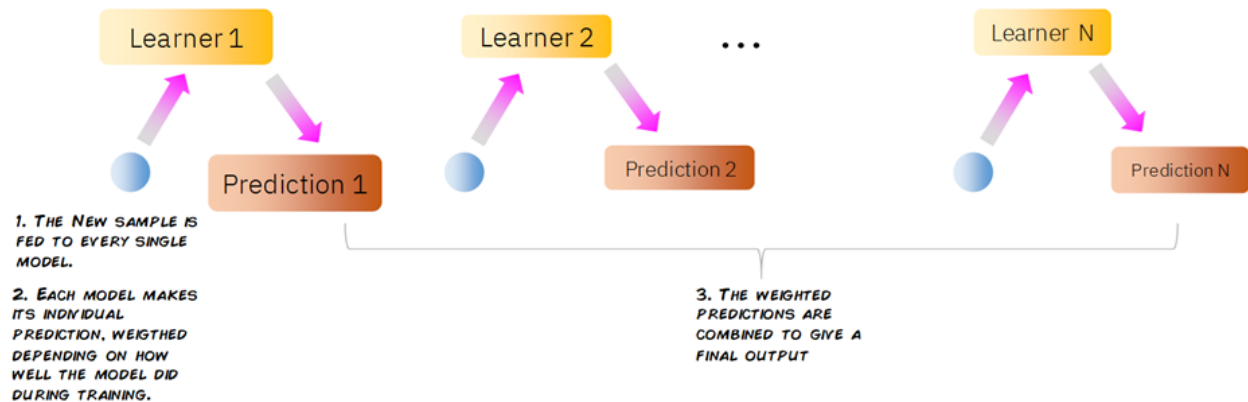 Learner 1
Learner 2
...
Learner N
Prediction 1
Prediction 2
Prediction N
1. THE NEW SAMPLE IS
FED TO EVERY SINGLE
MODEL.
2. EACH MODEL MAKES
ITS INDIVIDUAL
PREDICTION, WEIGTHED
DEPENDING ON HOW
WELL THE MODEL DID
DURING TRAINING.
3. THE WEIGHTED
PREDICTIONS ARE
COMBINED TO GIVE A
FINAL OUTPUT